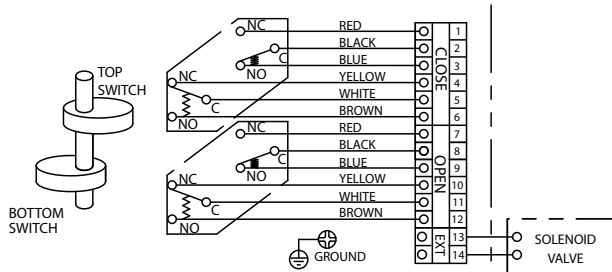 TOP
SWITCH
BOTTOM
SWITCH
NC
C
NO
NC
C
NO
NC
C
NO
NC
C
NO
RED
BLACK
BLUE
YELLOW
WHITE
BROWN
RED
BLACK
BLUE
YELLOW
WHITE
BROWN
GROUND
CLOSE
OPEN
EXT
1
2
3
4
5
6
7
8
9
10
11
12
13
14
SOLENOID
VALVE